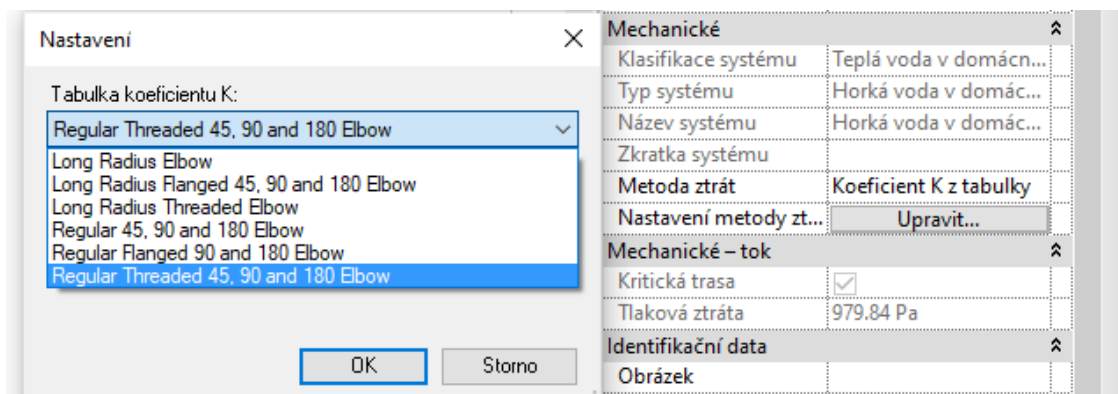 Nastavení
Tabulka koeficientu K:
Regular Threaded 45, 90 and 180 Elbow
Long Radius Elbow
Long Radius Flanged 45, 90 and 180 Elbow
Long Radius Threaded Elbow
Regular 45, 90 and 180 Elbow
Regular Flanged 90 and 180 Elbow
Regular Threaded 45, 90 and 180 Elbow
OK Storno
Mechanické
Klasifikace systému Teplá voda v domácn...
Typ systému Horká voda v domác...
Název systému Horká voda v domác...
Zkratka systému
Metoda ztrát Koeficient K z tabulky
Nastavení metody zt... Upravit...
Mechanické – tok
Kritická trasa
Tlaková ztráta 979.84 Pa
Identifikační data
Obrázek